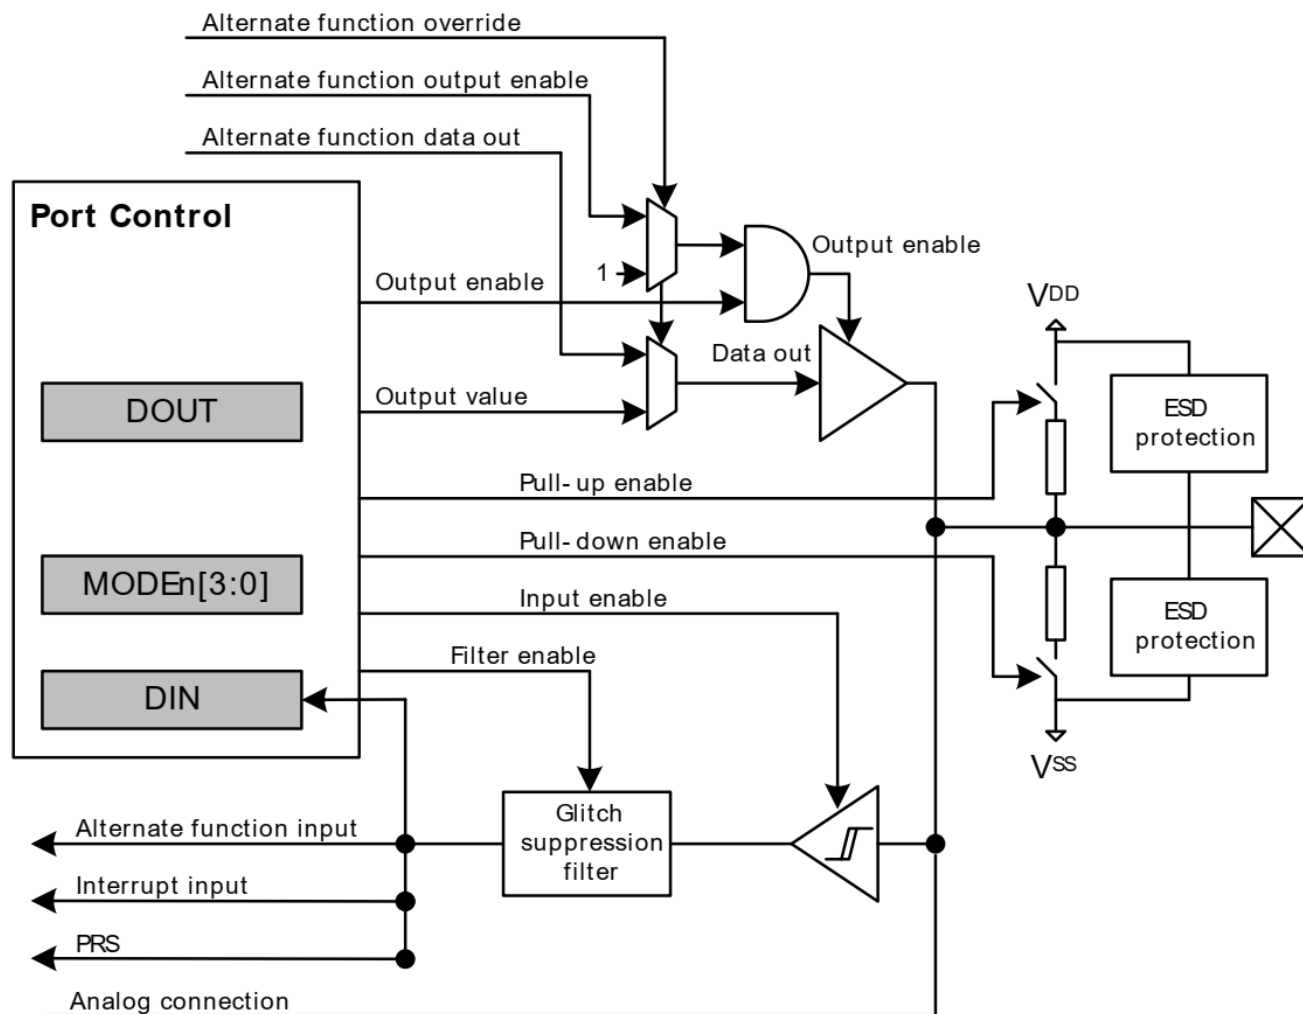 Alternate function override
Alternate function output enable
Alternate function data out
Port Control
Output enable
1
Output enable
VDD
Data out
DOUT
Output value
ESD
protection
Pull-up enable
Pull-down enable
MODEn[3:0]
Input enable
ESD
protection
Filter enable
DIN
VSS
Glitch
suppression
filter
Alternate function input
Interrupt input
PRS
Analog connection